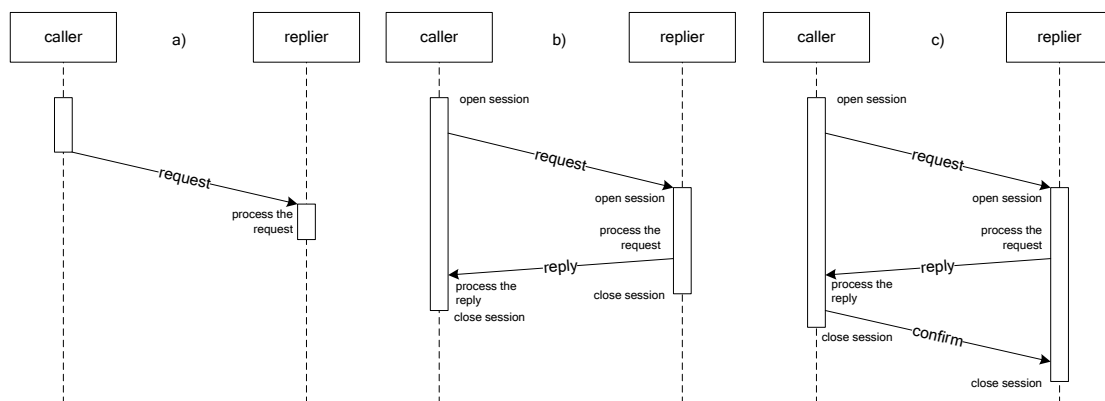 caller
a)
replier
request
process the
request
caller
b)
replier
open session
request
open session
process the
request
reply
process the
reply
close session
close session
caller
c)
replier
open session
request
open session
process the
request
reply
process the
reply
confirm
close session
close session